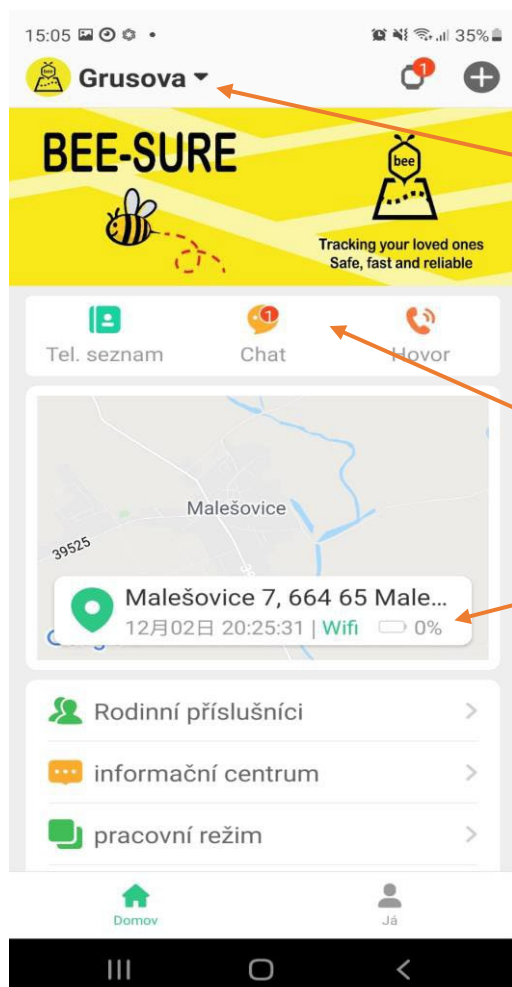 15:05 35%
Grusova 1
BEE-SURE
bee
Tracking your loved ones
Safe, fast and reliable
1
Tel. seznam Chat Hovor
Malešovice
39525
Malešovice 7, 664 65 Male...
12月02日 20:25:31 | Wifi 0%
Rodinní příslušníci
informační centrum
pracovní režim
Domov Já